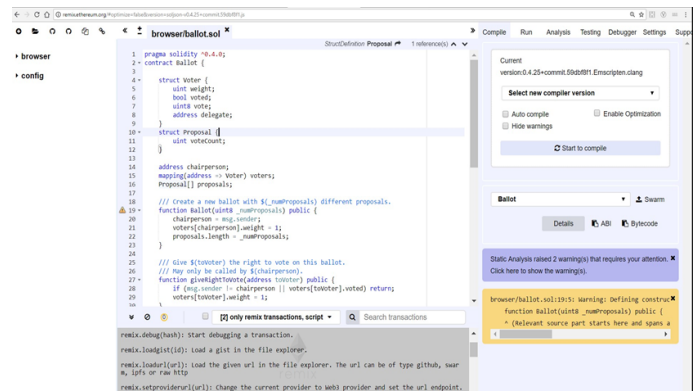 remix.ethereum.org/#optimize=false&version=soljson-v0.4.25+commit.59dbf8f1.js
browser
config
browser/ballot.sol
StructDefinition Proposal 1 reference(s)
1 pragma solidity ^0.4.0;
2 contract Ballot {
3
4 struct Voter {
5 uint weight;
6 bool voted;
7 uint8 vote;
8 address delegate;
9 }
10 struct Proposal {
11 uint voteCount;
12 }
13
14 address chairperson;
15 mapping(address => Voter) voters;
16 Proposal[] proposals;
17
18 /// Create a new ballot with $(_numProposals) different proposals.
19 function Ballot(uint8 _numProposals) public {
20 chairperson = msg.sender;
21 voters[chairperson].weight = 1;
22 proposals.length = _numProposals;
23 }
24
25 /// Give $(toVoter) the right to vote on this ballot.
26 /// May only be called by $(chairperson).
27 function giveRightToVote(address toVoter) public {
28 if (msg.sender != chairperson || voters[toVoter].voted) return;
29 voters[toVoter].weight = 1;
30 }
0
[2] only remix transactions, script
Search transactions
remix.debug(hash): Start debugging a transaction.
remix.loadgist(id): Load a gist in the file explorer.
remix.loadurl(url): Load the given url in the file explorer. The url can be of type github, swar
m, ipfs or raw http
remix.setproviderurl(url): Change the current provider to Web3 provider and set the url endpoint.
Compile Run Analysis Testing Debugger Settings Supp
Current
version:0.4.25+commit.59dbf8f1.Emscripten.clang
Select new compiler version
Auto compile Enable Optimization
Hide warnings
Start to compile
Ballot Swarm
Details ABI Bytecode
Static Analysis raised 2 warning(s) that requires your attention.
Click here to show the warning(s).
browser/ballot.sol:19:5: Warning: Defining construc
function Ballot(uint8 _numProposals) public {
^ (Relevant source part starts here and spans a